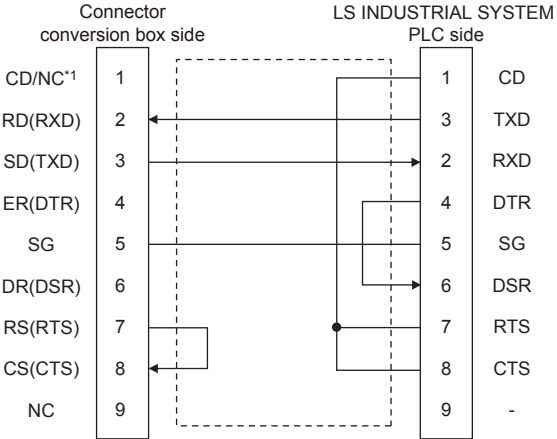 Connector
conversion box side
LS INDUSTRIAL SYSTEM
PLC side
CD/NC*1 1 1 CD
RD(RXD) 2 3 TXD
SD(TXD) 3 2 RXD
ER(DTR) 4 4 DTR
SG 5 5 SG
DR(DSR) 6 6 DSR
RS(RTS) 7 7 RTS
CS(CTS) 8 8 CTS
NC 9 9 -